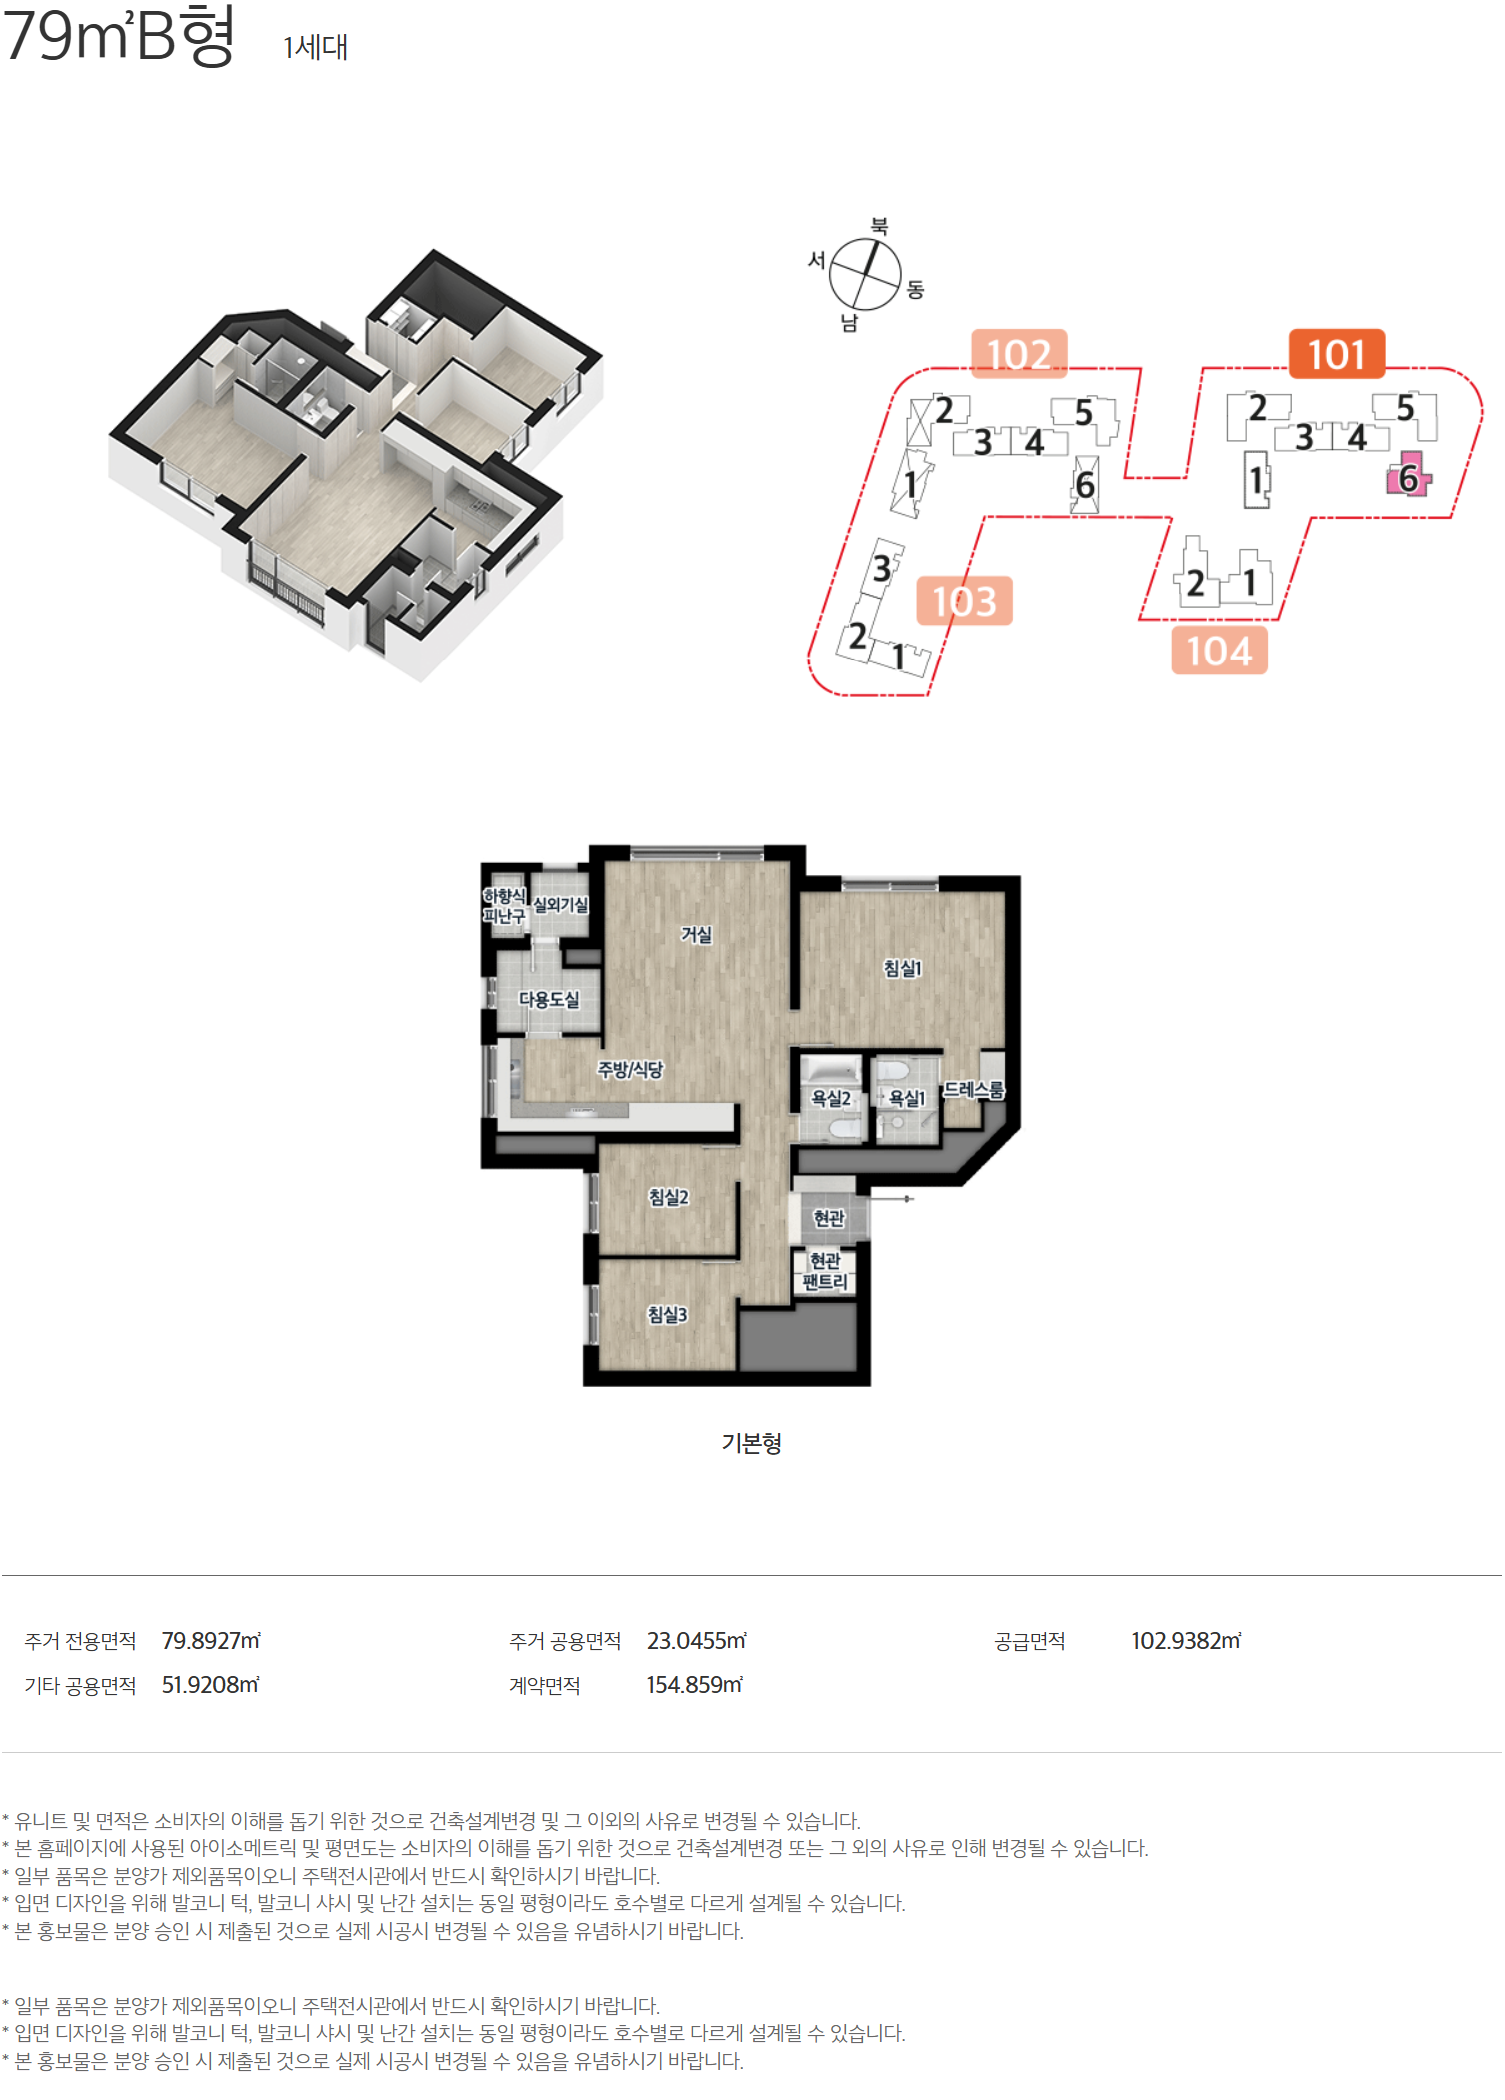 79㎡B형 1세대
북
서
동
남
102
101
2
5
3
4
1
6
2
5
3
4
1
6
3
103
2
1
2
1
104
하향식
피난구
실외기실
거실
침실1
다용도실
주방/식당
욕실2
욕실1
드레스룸
침실2
현관
현관
팬트리
침실3
기본형
주거 전용면적 79.8927㎡ 주거 공용면적 23.0455㎡ 공급면적 102.9382㎡
기타 공용면적 51.9208㎡ 계약면적 154.859㎡
* 유니트 및 면적은 소비자의 이해를 돕기 위한 것으로 건축설계변경 및 그 이외의 사유로 변경될 수 있습니다.
* 본 홈페이지에 사용된 아이소메트릭 및 평면도는 소비자의 이해를 돕기 위한 것으로 건축설계변경 또는 그 외의 사유로 인해 변경될 수 있습니다.
* 일부 품목은 분양가 제외품목이오니 주택전시관에서 반드시 확인하시기 바랍니다.
* 입면 디자인을 위해 발코니 턱, 발코니 샤시 및 난간 설치는 동일 평형이라도 호수별로 다르게 설계될 수 있습니다.
* 본 홍보물은 분양 승인 시 제출된 것으로 실제 시공시 변경될 수 있음을 유념하시기 바랍니다.
* 일부 품목은 분양가 제외품목이오니 주택전시관에서 반드시 확인하시기 바랍니다.
* 입면 디자인을 위해 발코니 턱, 발코니 샤시 및 난간 설치는 동일 평형이라도 호수별로 다르게 설계될 수 있습니다.
* 본 홍보물은 분양 승인 시 제출된 것으로 실제 시공시 변경될 수 있음을 유념하시기 바랍니다.